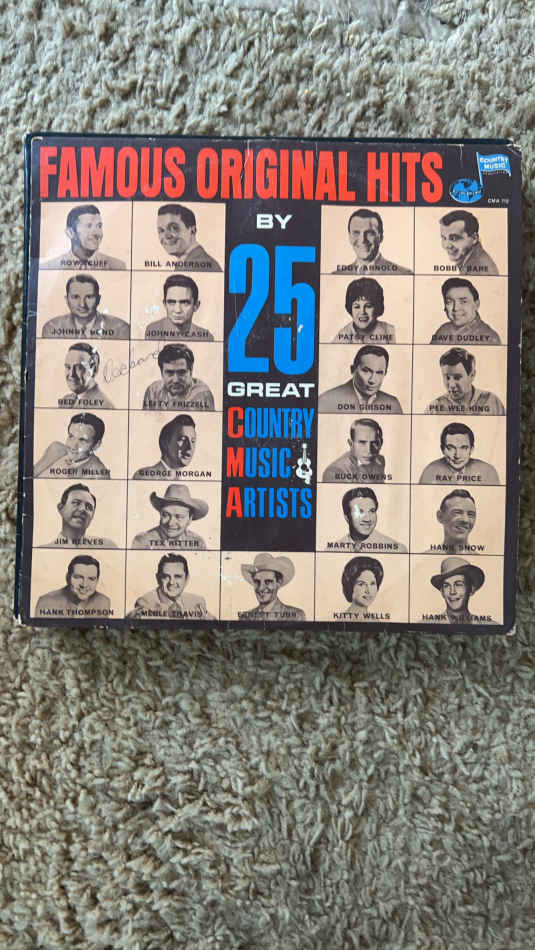 FAMOUS ORIGINAL HITS
COUNTRY
MUSIC
CMA 712
BY
25
GREAT
COUNTRY
MUSIC
ARTISTS
ROY ACUFF
BILL ANDERSON
EDDY ARNOLD
BOBBY BARE
JOHNNY BOND
JOHNNY CASH
PATSY CLINE
DAVE DUDLEY
RED FOLEY
LEFTY FRIZZELL
DON GIBSON
PEE WEE KING
ROGER MILLER
GEORGE MORGAN
BUCK OWENS
RAY PRICE
JIM REEVES
TEX RITTER
MARTY ROBBINS
HANK SNOW
HANK THOMPSON
MERLE TRAVIS
ERNEST TUBB
KITTY WELLS
HANK WILLIAMS